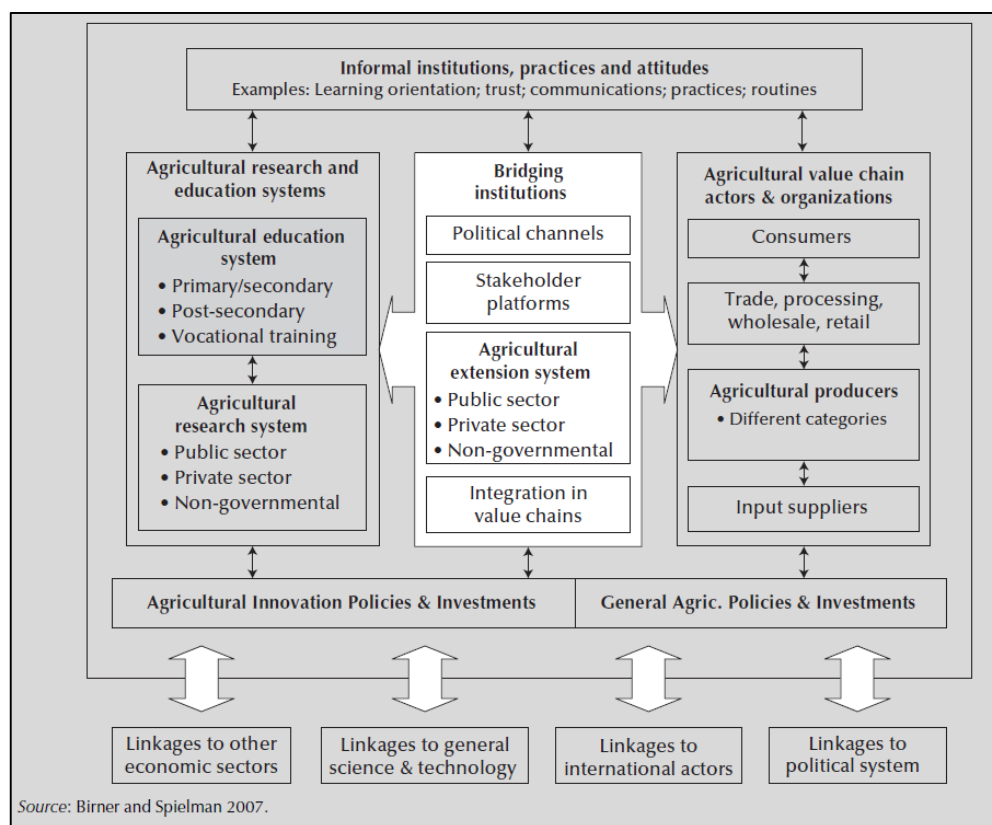 Informal institutions, practices and attitudes
Examples: Learning orientation; trust; communications; practices; routines
Agricultural research and
education systems
Agricultural education
system
• Primary/secondary
• Post-secondary
• Vocational training
Agricultural
research system
• Public sector
• Private sector
• Non-governmental
Bridging
institutions
Political channels
Stakeholder
platforms
Agricultural
extension system
• Public sector
• Private sector
• Non-governmental
Integration in
value chains
Agricultural value chain
actors & organizations
Consumers
Trade, processing,
wholesale, retail
Agricultural producers
• Different categories
Input suppliers
Agricultural Innovation Policies & Investments
General Agric. Policies & Investments
Linkages to other
economic sectors
Linkages to general
science & technology
Linkages to
international actors
Linkages to
political system
Source: Birner and Spielman 2007.